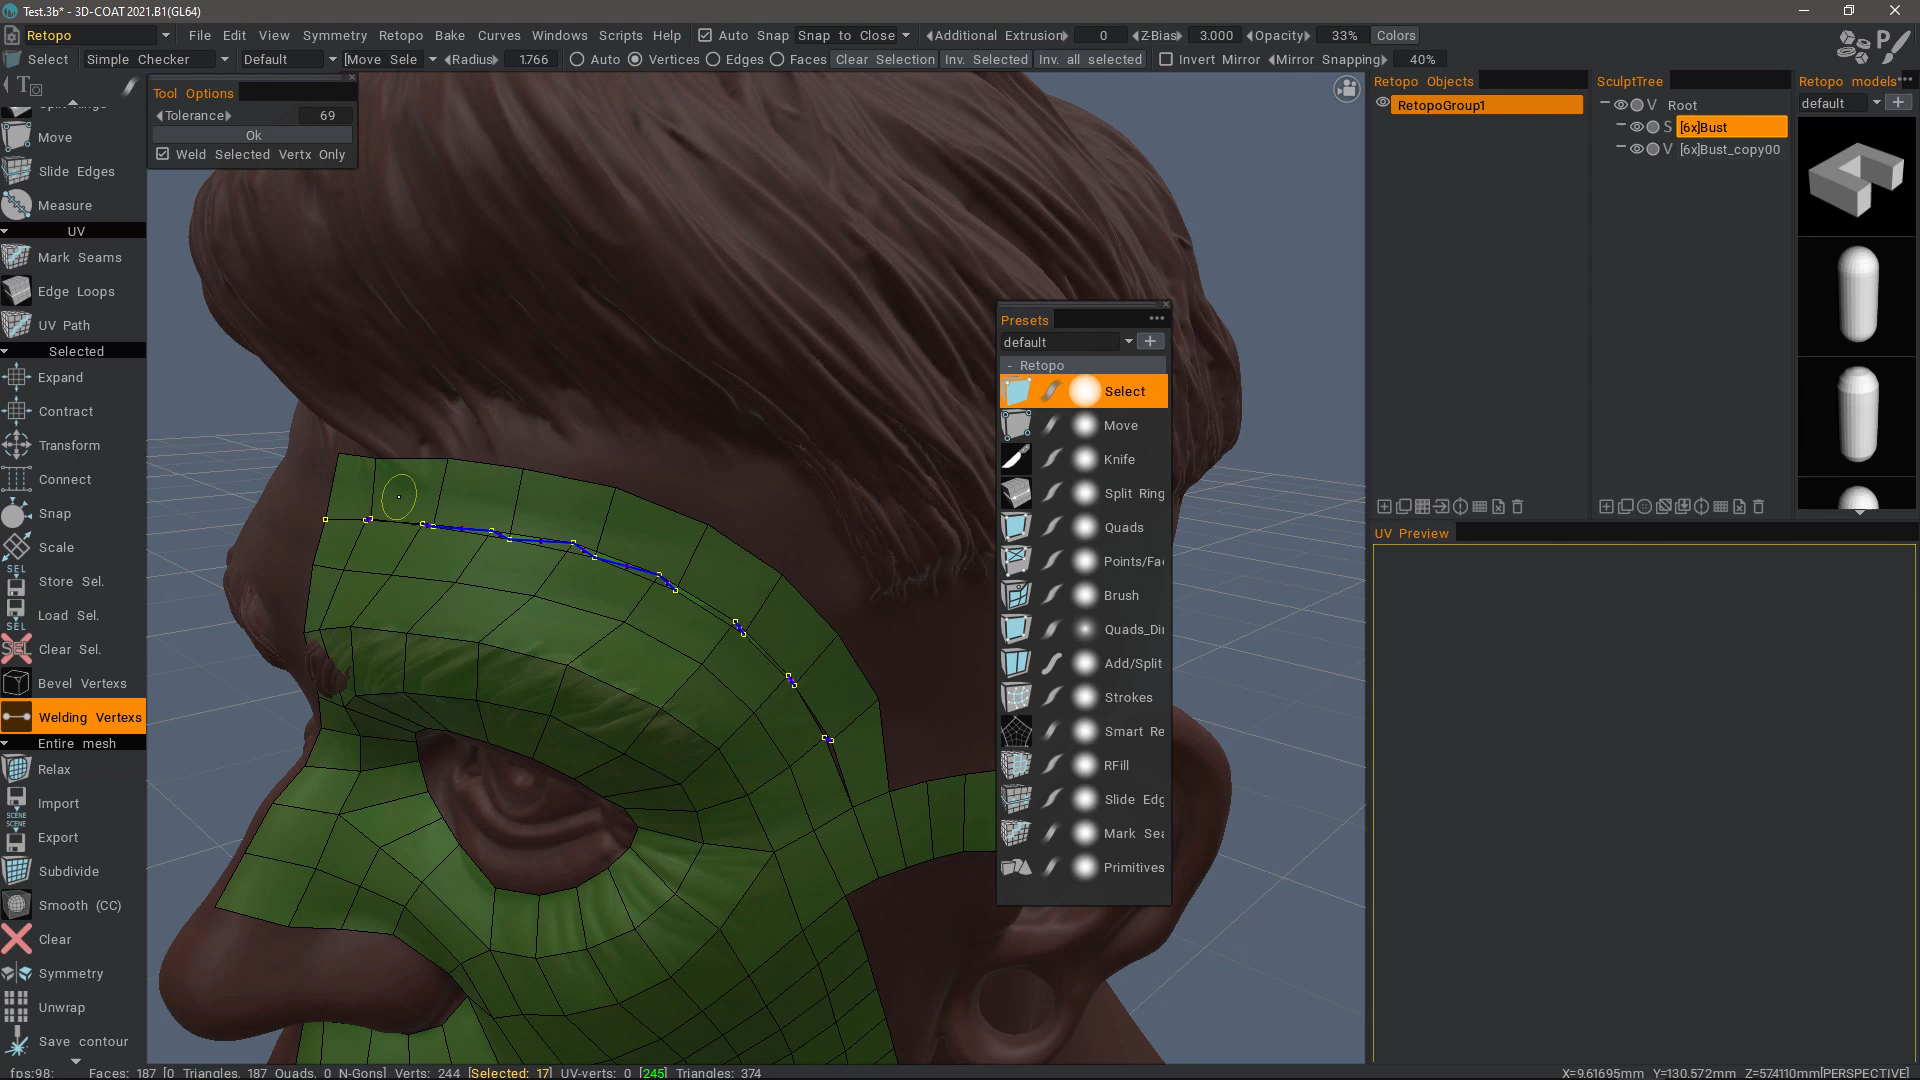 Test.3b* - 3D-COAT 2021.B1(GL64)
Retopo File Edit View Symmetry Retopo Bake Curves Windows Scripts Help Auto Snap Snap to Close Additional Extrusion 0 Z-Bias 3.000 Opacity 33% Colors
Select Simple Checker Default [Move Sele Radius 1.766 Auto Vertices Edges Faces Clear Selection Inv. Selected Inv. all selected Invert Mirror Mirror Snapping 40%
Move
Slide Edges
Measure
UV
Mark Seams
Edge Loops
UV Path
Selected
Expand
Contract
Transform
Connect
Snap
Scale
SEL
Store Sel.
Load Sel.
SEL
SEL
Clear Sel.
Bevel Vertexs
Welding Vertexs
Entire mesh
Relax
Import
SCENE
SCENE
Export
Subdivide
Smooth (CC)
Clear
Symmetry
Unwrap
Save contour
Tool Options
Tolerance 69
Ok
Weld Selected Vertx Only
Presets
default
- Retopo
Select
Move
Knife
Split Ring
Quads
Points/Fa
Brush
Quads_Di
Add/Split
Strokes
Smart Re
RFill
Slide Edg
Mark Sea
Primitives
Retopo Objects
RetopoGroup1
SculptTree
V Root
S [6x]Bust
V [6x]Bust_copy00
Retopo models
default
UV Preview
fps:98; Faces: 187 [0 Triangles, 187 Quads, 0 N-Gons] Verts: 244 [Selected: 17] UV-verts: 0 [245] Triangles: 374
X=9.61695mm Y=130.572mm Z=57.4110mm[PERSPECTIVE]